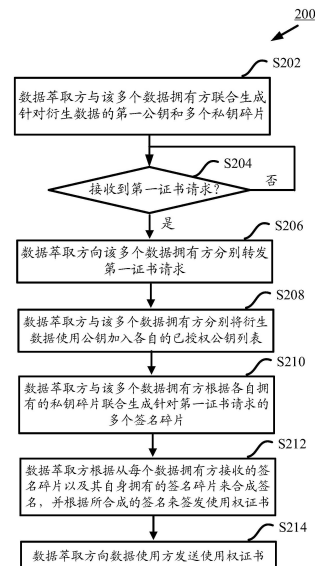 200
S202
数据萃取方与该多个数据拥有方联合生成
针对衍生数据的第一公钥和多个私钥碎片
S204
接收到第一证书请求？
否
是
S206
数据萃取方向该多个数据拥有方分别转发
第一证书请求
S208
数据萃取方与该多个数据拥有方分别将衍生
数据使用公钥加入各自的已授权公钥列表
S210
数据萃取方与该多个数据拥有方根据各自拥
有的私钥碎片联合生成针对第一证书请求的
多个签名碎片
S212
数据萃取方根据从每个数据拥有方接收的签
名碎片以及其自身拥有的签名碎片来合成签
名，并根据所合成的签名来签发使用权证书
S214
数据萃取方向数据使用方发送使用权证书